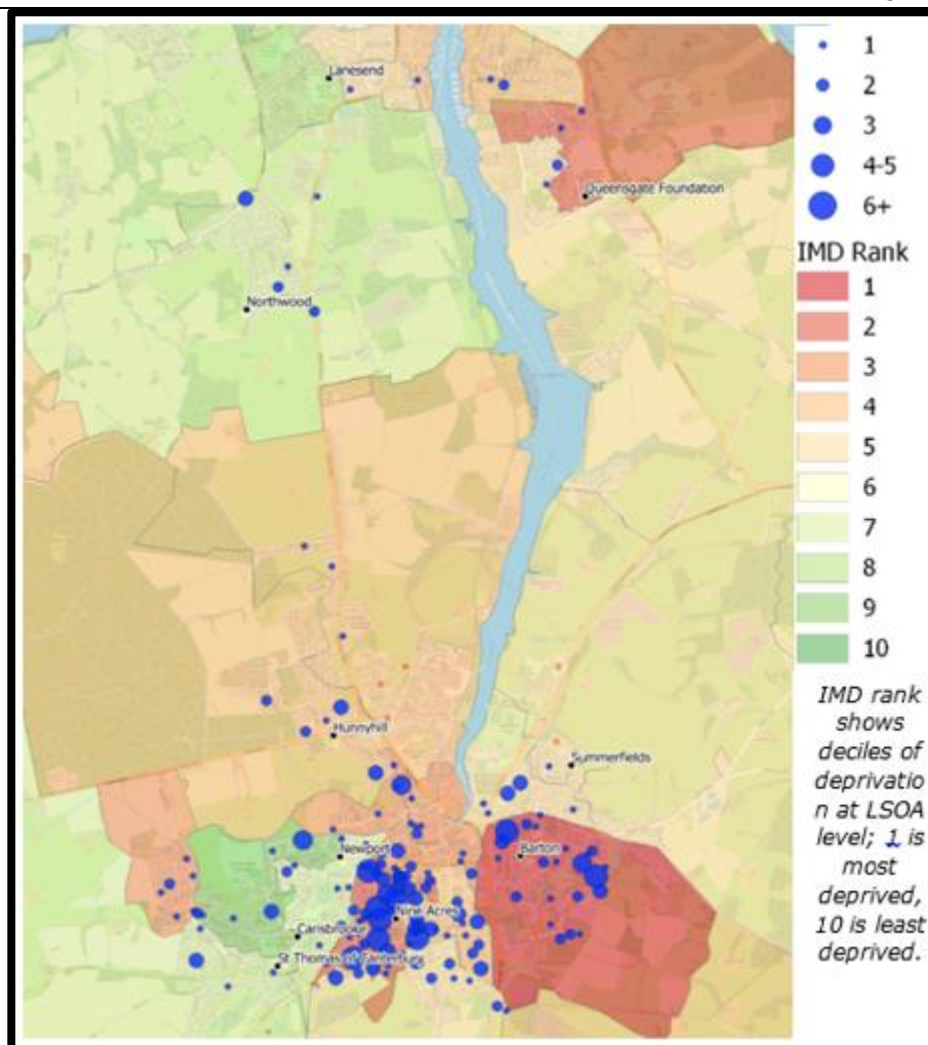 Lanesend
Queensgate Foundation
Northwood
Hunnyhill
Summerfields
Newport
Barton
Nine Acres
Carisbrooke
St Thomas of Canterbury
1
2
3
4-5
6+
IMD Rank
1
2
3
4
5
6
7
8
9
10
IMD rank
shows
deciles of
deprivatio
n at LSOA
level; 1 is
most
deprived,
10 is least
deprived.